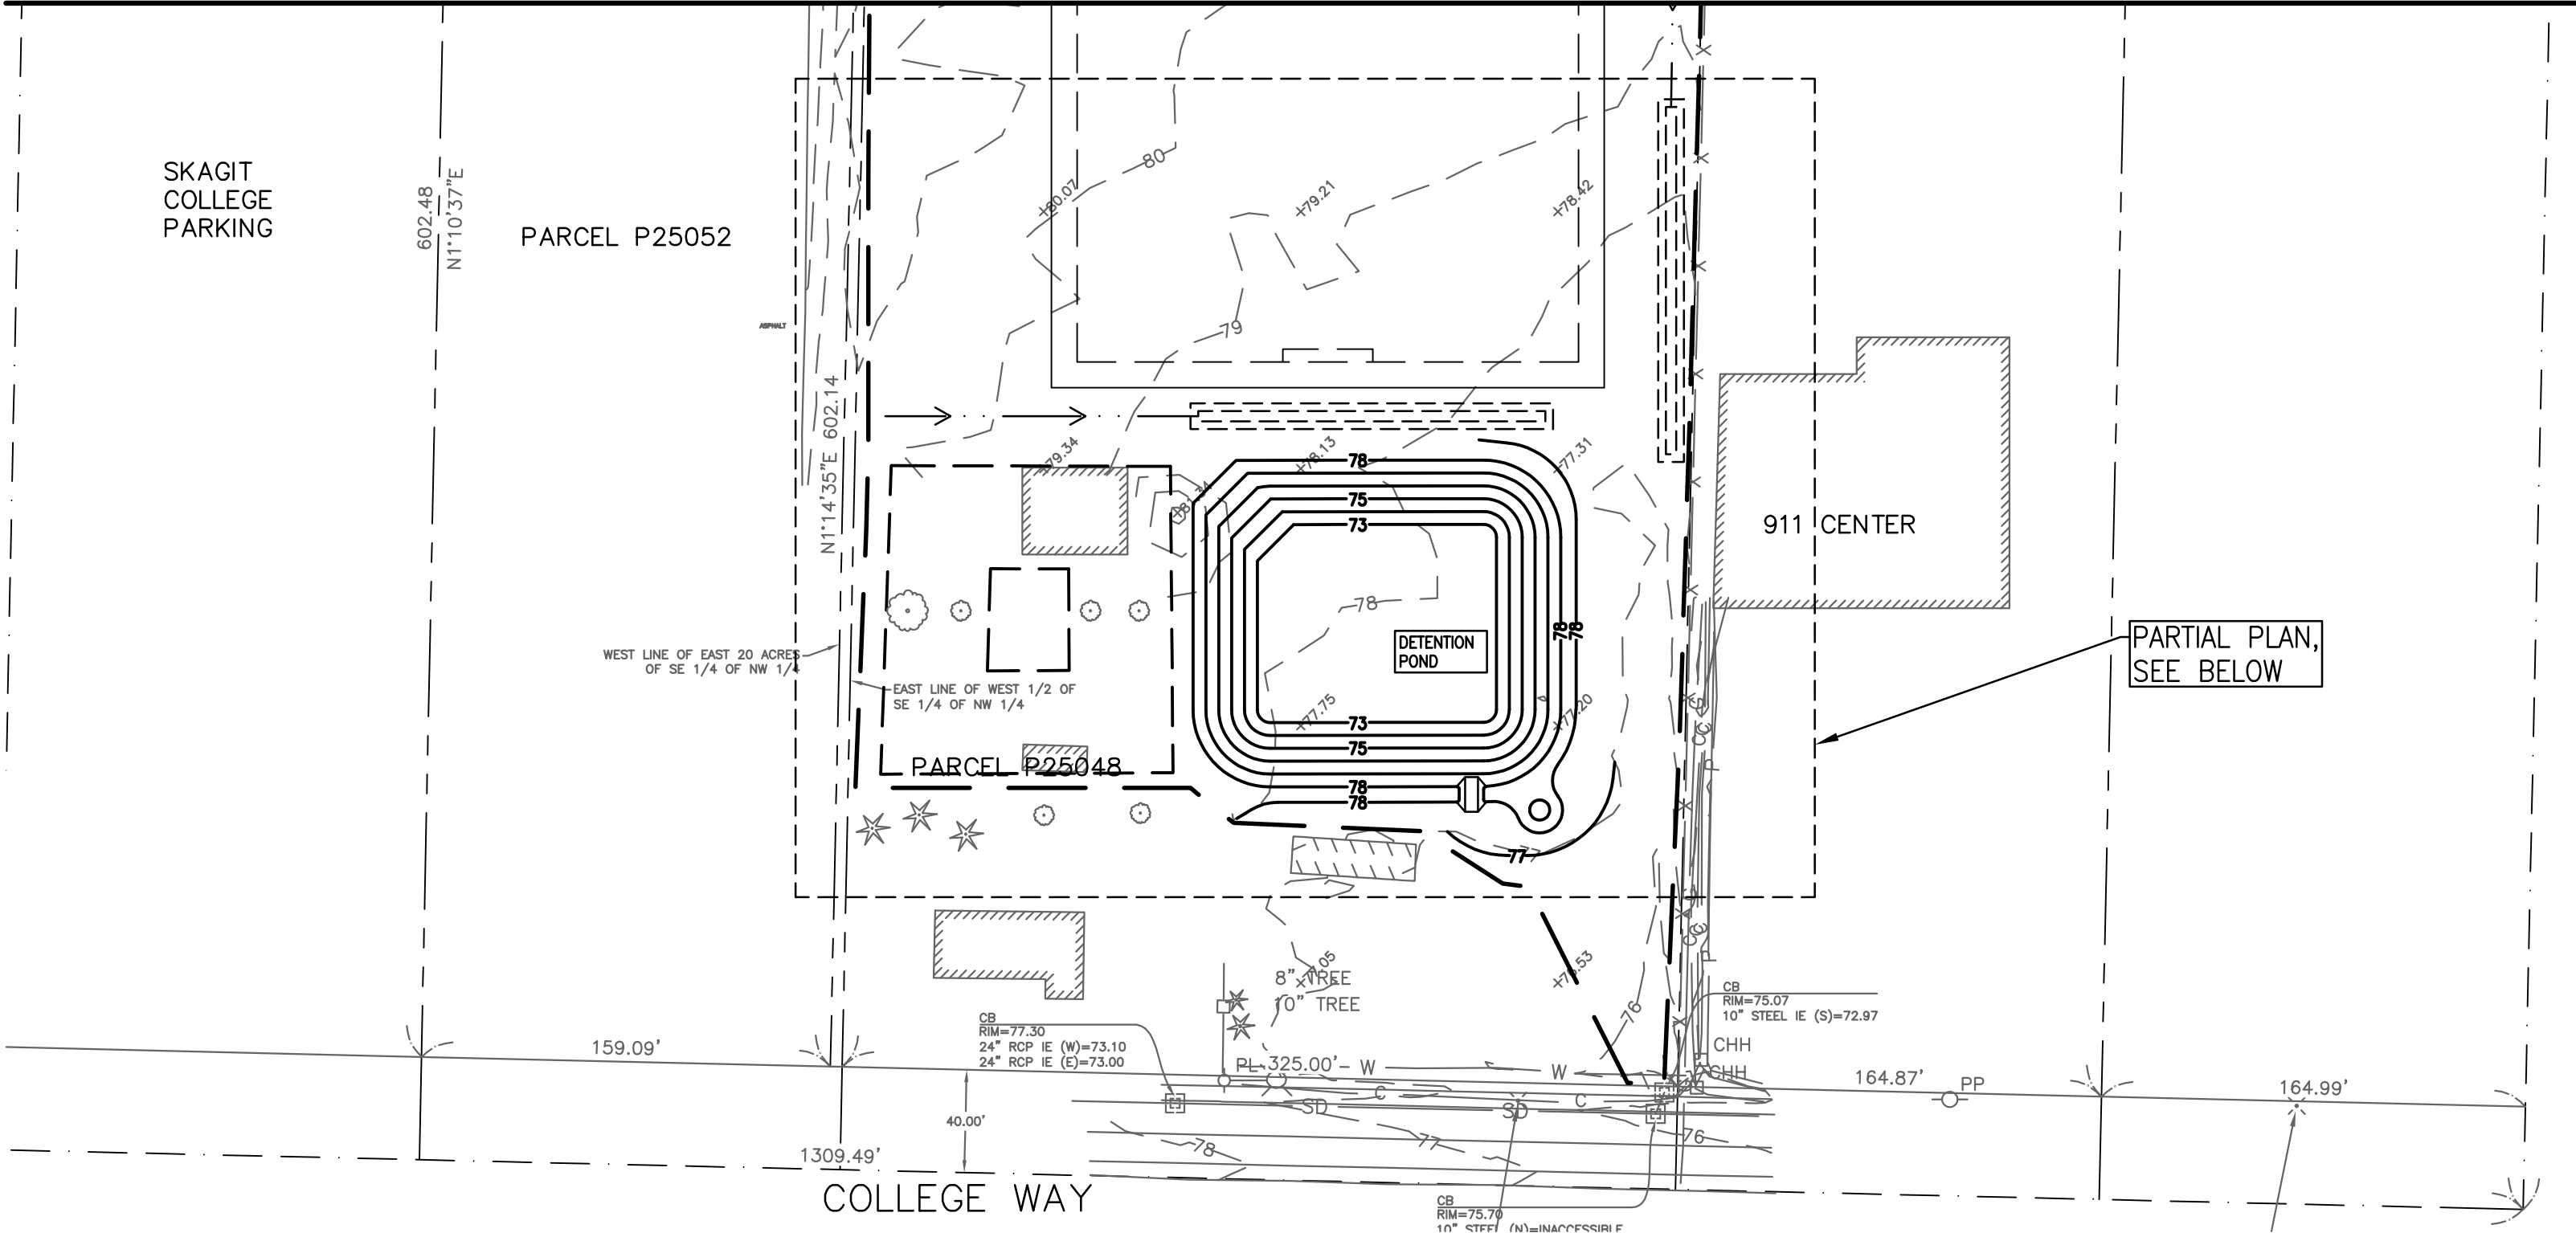 SKAGIT
COLLEGE
PARKING
602.48
N1°10'37"E
PARCEL P25052
ASPHALT
N1°14'35"E 602.14
80
+80.07
+79.21
+78.42
79
+79.34
+78.13
+77.31
78
75
73
911 CENTER
78
78
78
DETENTION
POND
PARTIAL PLAN,
SEE BELOW
WEST LINE OF EAST 20 ACRES
OF SE 1/4 OF NW 1/4
EAST LINE OF WEST 1/2 OF
SE 1/4 OF NW 1/4
+77.75
+77.20
73
75
78
78
PARCEL P25048
77
8" TREE
10" TREE
76
CB
RIM=75.07
10" STEEL IE (S)=72.97
CB
RIM=77.30
24" RCP IE (W)=73.10
24" RCP IE (E)=73.00
CHH
CHH
159.09'
PL 325.00'
W
W
164.87'
PP
164.99'
C
C
SD
SD
40.00'
78
77
76
1309.49'
COLLEGE WAY
CB
RIM=75.70
10" STEEL (N)=INACCESSIBLE